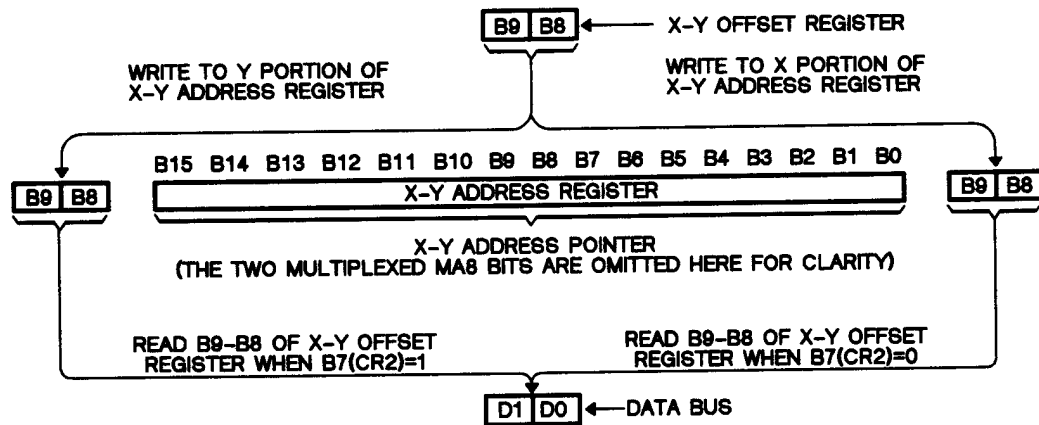 B9 B8 X-Y OFFSET REGISTER
WRITE TO Y PORTION OF
X-Y ADDRESS REGISTER
WRITE TO X PORTION OF
X-Y ADDRESS REGISTER
B15 B14 B13 B12 B11 B10 B9 B8 B7 B6 B5 B4 B3 B2 B1 B0
B9 B8
X-Y ADDRESS REGISTER
B9 B8
X-Y ADDRESS POINTER
(THE TWO MULTIPLEXED MA8 BITS ARE OMITTED HERE FOR CLARITY)
READ B9-B8 OF X-Y OFFSET
REGISTER WHEN B7(CR2)=1
READ B9-B8 OF X-Y OFFSET
REGISTER WHEN B7(CR2)=0
D1 D0 DATA BUS